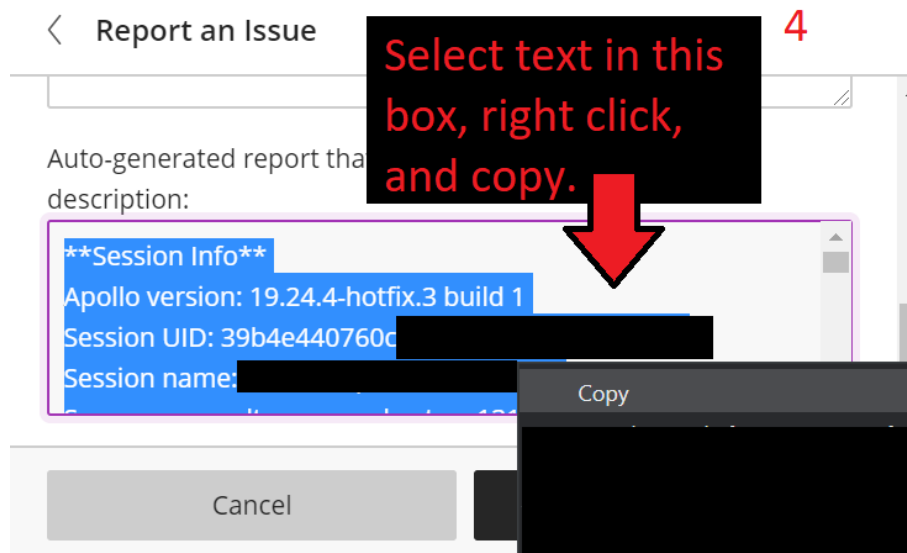 Report an Issue
4
Select text in this
box, right click,
and copy.
Auto-generated report tha
description:
**Session Info**
Apollo version: 19.24.4-hotfix.3 build 1
Session UID: 39b4e440760c
Session name:
Copy
Cancel